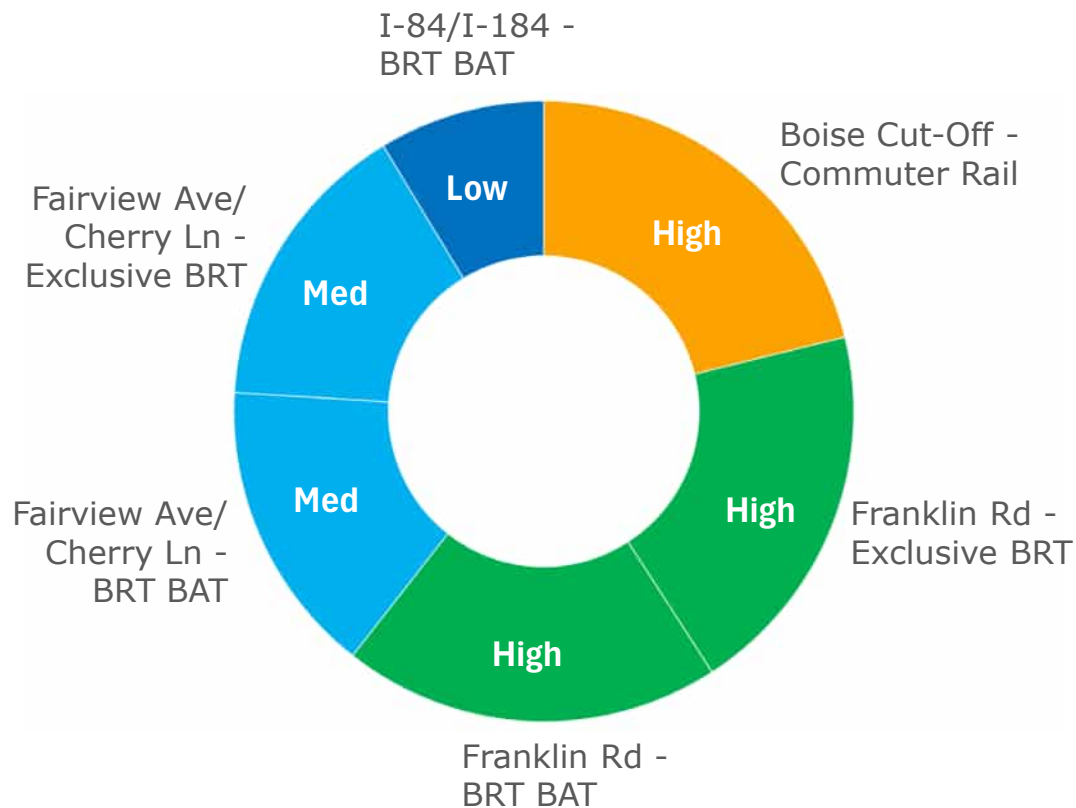 I-84/I-184 -
BRT BAT
Low
Boise Cut-Off -
Commuter Rail
High
Franklin Rd -
Exclusive BRT
High
Franklin Rd -
BRT BAT
High
Fairview Ave/
Cherry Ln -
BRT BAT
Med
Fairview Ave/
Cherry Ln -
Exclusive BRT
Med